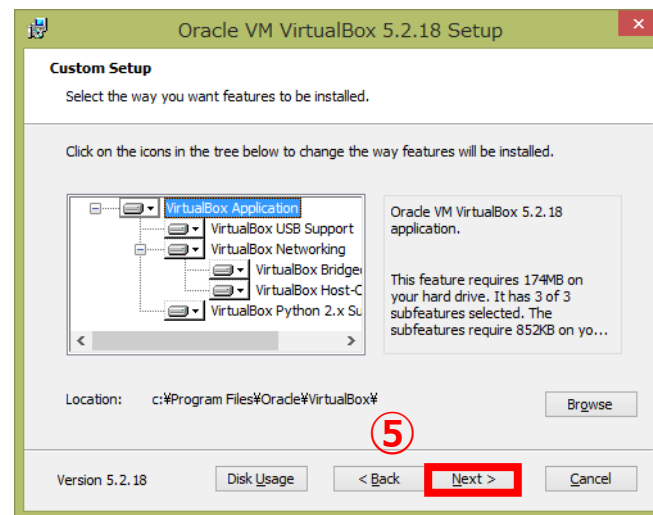 Oracle VM VirtualBox 5.2.18 Setup
Custom Setup
Select the way you want features to be installed.
Click on the icons in the tree below to change the way features will be installed.
VirtualBox Application
VirtualBox USB Support
VirtualBox Networking
VirtualBox Bridge
VirtualBox Host-C
VirtualBox Python 2.x Su
Oracle VM VirtualBox 5.2.18
application.
This feature requires 174MB on
your hard drive. It has 3 of 3
subfeatures selected. The
subfeatures require 852KB on yo...
Location: c:¥Program Files¥Oracle¥VirtualBox¥
Browse
⑤
Version 5.2.18
Disk Usage
< Back
Next >
Cancel